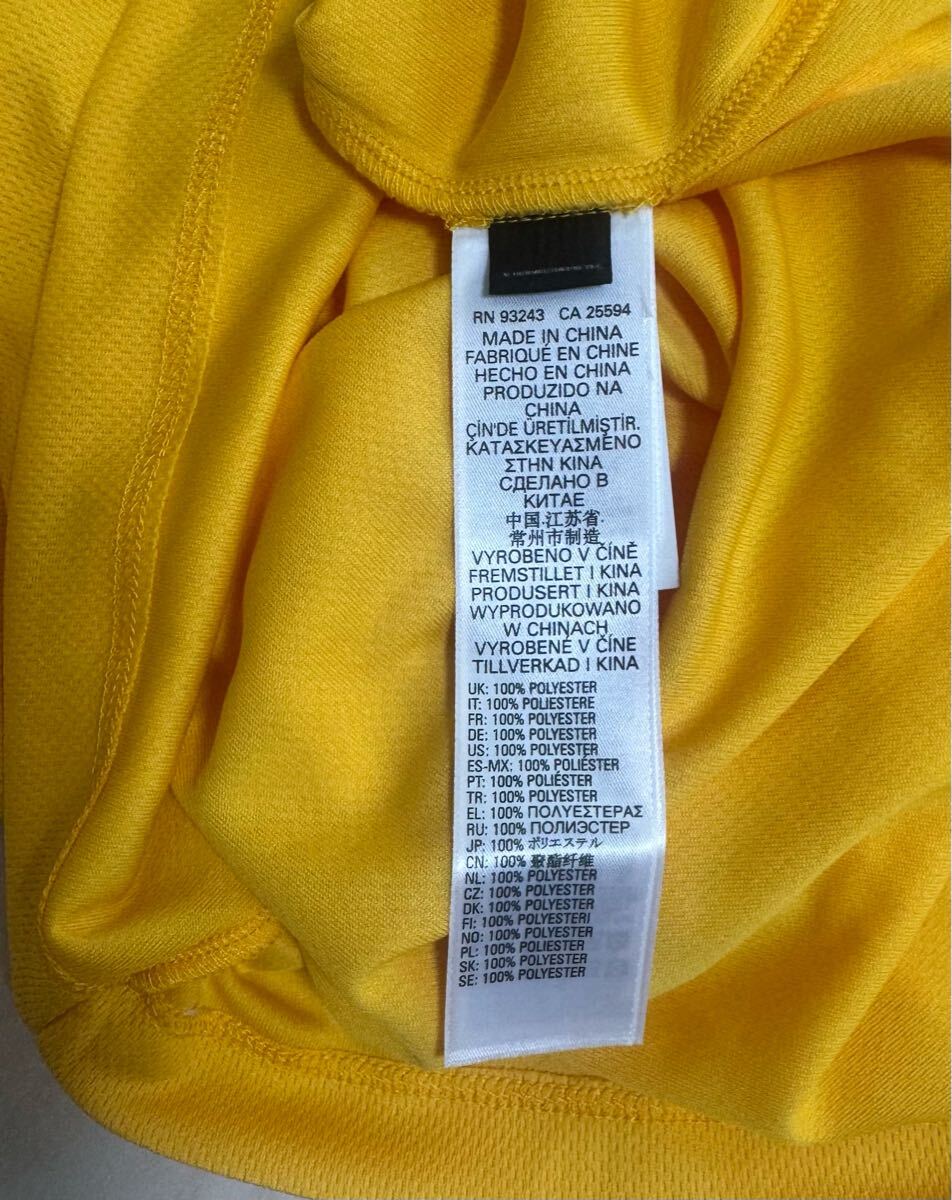 RN 93243 CA 25594
MADE IN CHINA
FABRIQUÉ EN CHINE
HECHO EN CHINA
PRODUZIDO NA
CHINA
ÇİN'DE ÜRETİLMİŞTİR.
ΚΑΤΑΣΚΕΥΑΣΜΕΝΟ
ΣΤΗΝ ΚΙΝΑ
СДЕЛАНО В
КИТАЕ
中国.江苏省.
常州市制造
VYROBENO V ČÍNĚ
FREMSTILLET I KINA
PRODUSERT I KINA
WYPRODUKOWANO
W CHINACH
VYROBENÉ V ČÍNE
TILLVERKAD I KINA
UK: 100% POLYESTER
IT: 100% POLIESTERE
FR: 100% POLYESTER
DE: 100% POLYESTER
US: 100% POLYESTER
ES-MX: 100% POLIÉSTER
PT: 100% POLIÉSTER
TR: 100% POLYESTER
EL: 100% ΠΟΛΥΕΣΤΕΡΑΣ
RU: 100% ПОЛИЭСТЕР
JP: 100% ポリエステル
CN: 100% 聚酯纤维
NL: 100% POLYESTER
CZ: 100% POLYESTER
DK: 100% POLYESTER
FI: 100% POLYESTERI
NO: 100% POLYESTER
PL: 100% POLIESTER
SK: 100% POLYESTER
SE: 100% POLYESTER